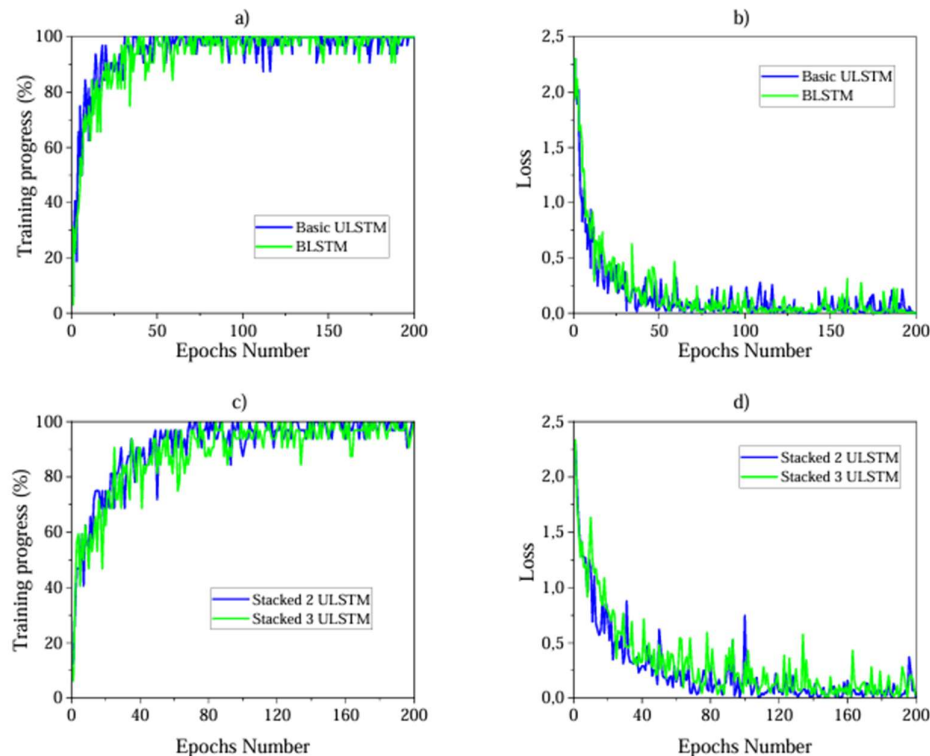 a)
100
80
60
40
20
0
Training progress (%)
Basic ULSTM
BLSTM
0 50 100 150 200
Epochs Number
b)
2,5
2,0
1,5
1,0
0,5
0,0
Loss
Basic ULSTM
BLSTM
0 50 100 150 200
Epochs Number
c)
100
80
60
40
20
0
Training progress (%)
Stacked 2 ULSTM
Stacked 3 ULSTM
0 40 80 120 160 200
Epochs Number
d)
2,5
2,0
1,5
1,0
0,5
0,0
Loss
Stacked 2 ULSTM
Stacked 3 ULSTM
0 40 80 120 160 200
Epochs Number